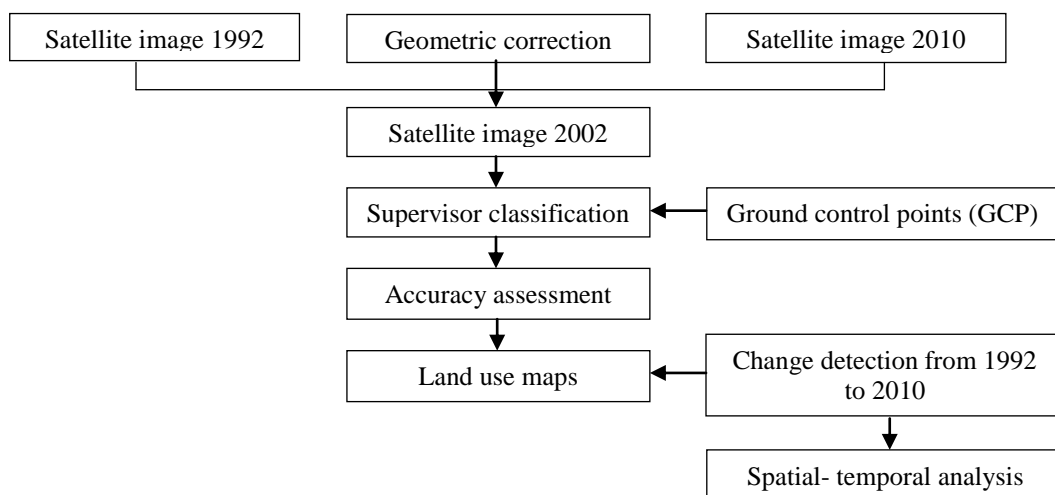 Satellite image 1992
Geometric correction
Satellite image 2010
Satellite image 2002
Supervisor classification
Ground control points (GCP)
Accuracy assessment
Land use maps
Change detection from 1992
to 2010
Spatial- temporal analysis